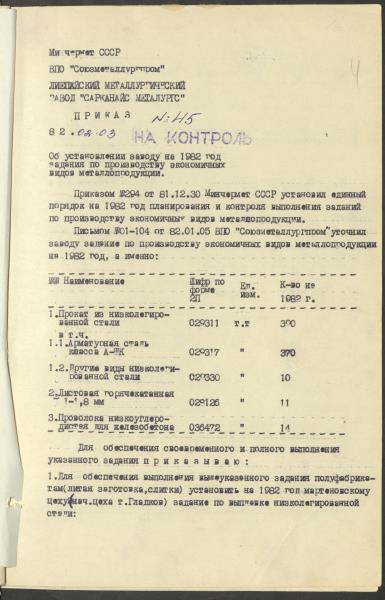 Минчермет СССР
ВПО "Союзметаллургпром"
ЛИЕПАЙСКИЙ МЕТАЛЛУРГИЧЕСКИЙ
ЗАВОД "САРКАНАЙС МЕТАЛУРГС"
ПРИКАЗ №45
82.02.03
НА КОНТРОЛЬ
Об установлении заводу на 1982 год
задания по производству экономичных
видов металлопродукции.
Приказом №294 от 81.12.30 Минчермет СССР установил единный
порядок на 1982 год планирования и контроля выполнения заданий
по производству экономичных видов металлопродукции.
Письмом №01-104 от 82.01.05 ВПО "Союзметаллургпром" уточнил
заводу задание по производству экономичных видов металлопродукции
на 1982 год, а именно:
№№ Наименование Шифр по форме 2П Ед. изм. К-во на 1982 г.
1.Прокат из низколеги-
рованной стали 029311 т.т 390
в т.ч.
1.1.Арматурная сталь
класса А-ШК 029317 " 370
1.2.Другие виды низколеги-
рованной стали 029330 " 10
2.Листовая горячекатанная
1-1,8 мм 029126 " 11
3.Проволока низкоуглеро-
дистая для железобетона 036472 " 14
Для обеспечения своевременного и полного выполнения
указанного задания приказываю:
1.Для обеспечения выполнения вышеуказанного задания полуфабрика-
там(литая заготовка,слитки) установить на 1982 год мартеновскому
цеху(нач.цеха т.Гладков) задание по выплавке низколегированной
стали: